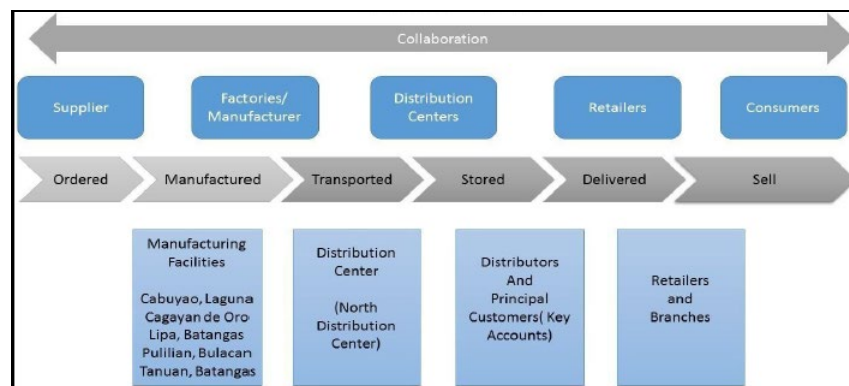 Collaboration
Supplier
Factories/
Manufacturer
Distribution
Centers
Retailers
Consumers
Ordered
Manufactured
Transported
Stored
Delivered
Sell
Manufacturing
Facilities
Cabuyao, Laguna
Cagayan de Oro
Lipa, Batangas
Pulilian, Bulacan
Tanuan, Batangas
Distribution
Center
(North
Distribution
Center)
Distributors
And
Principal
Customers( Key
Accounts)
Retailers
and
Branches